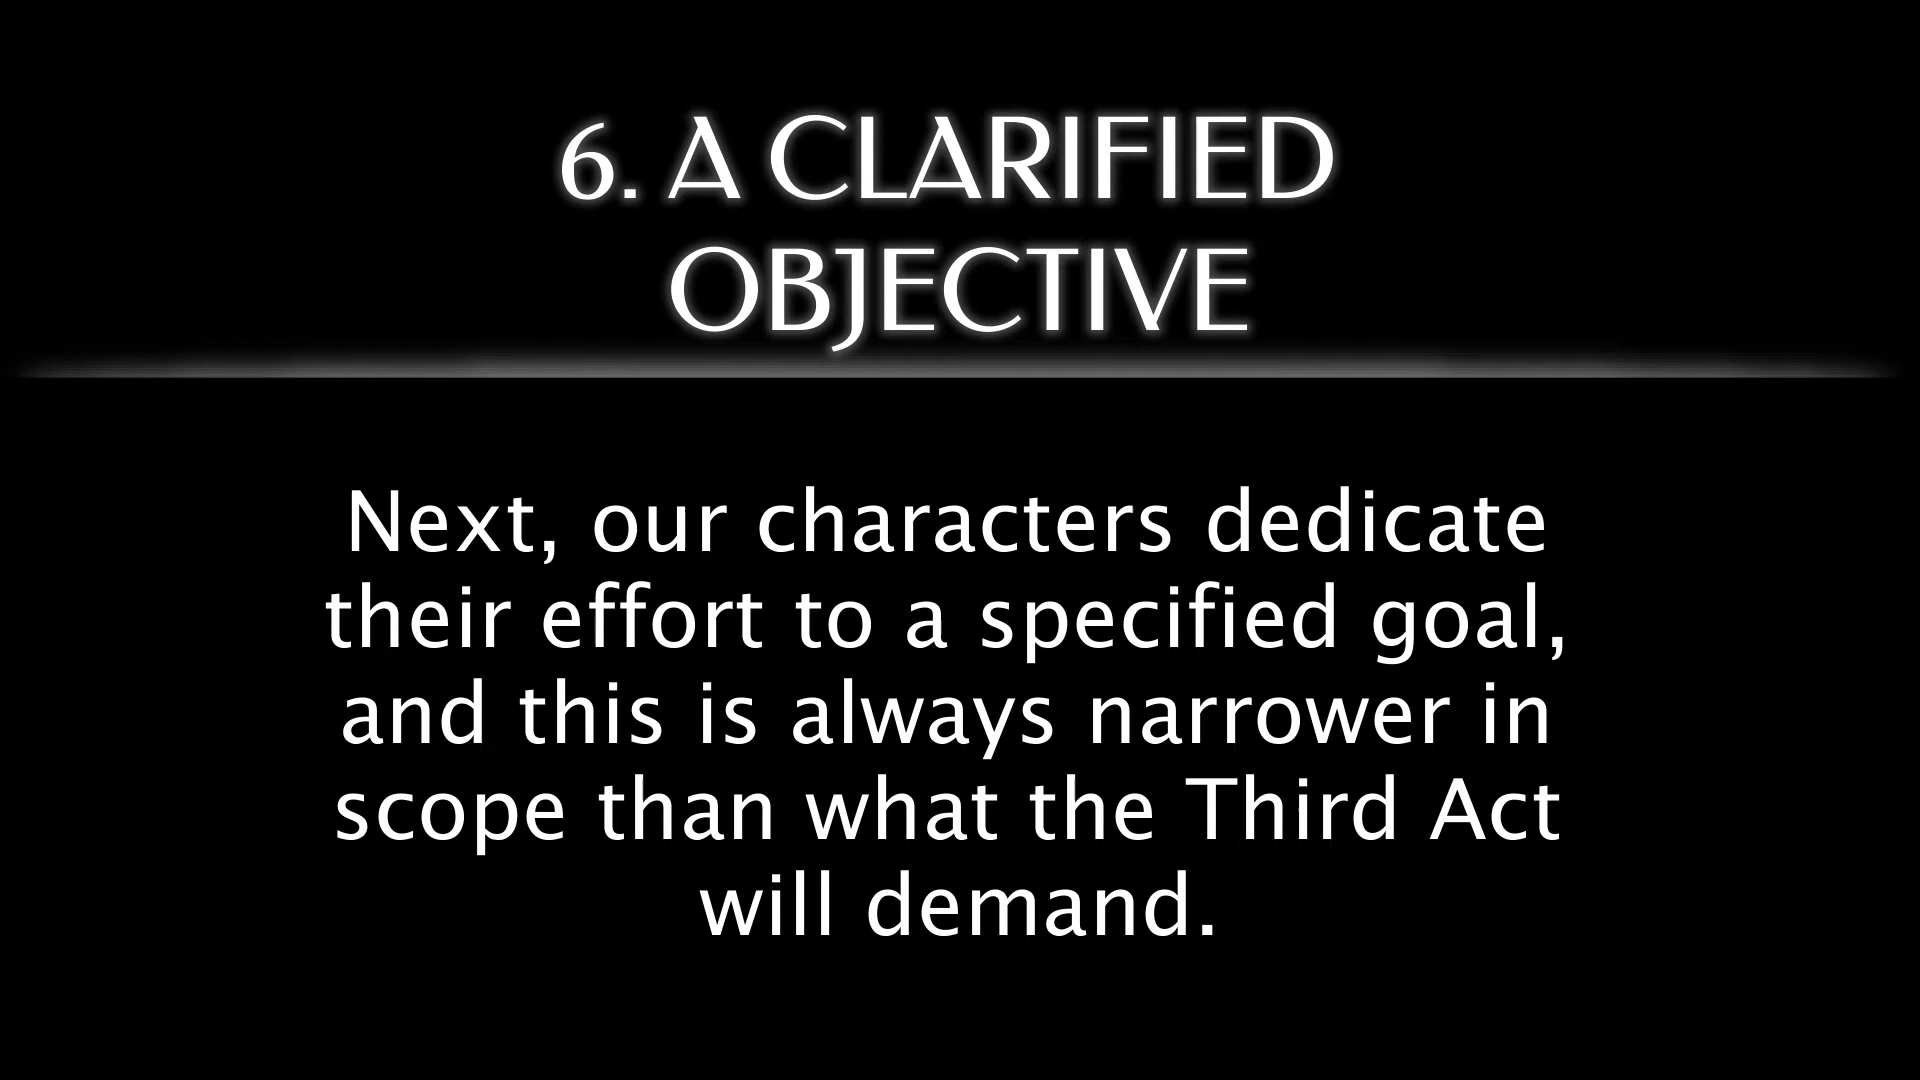 6. A CLARIFIED
OBJECTIVE
Next, our characters dedicate
their effort to a specified goal,
and this is always narrower in
scope than what the Third Act
will demand.